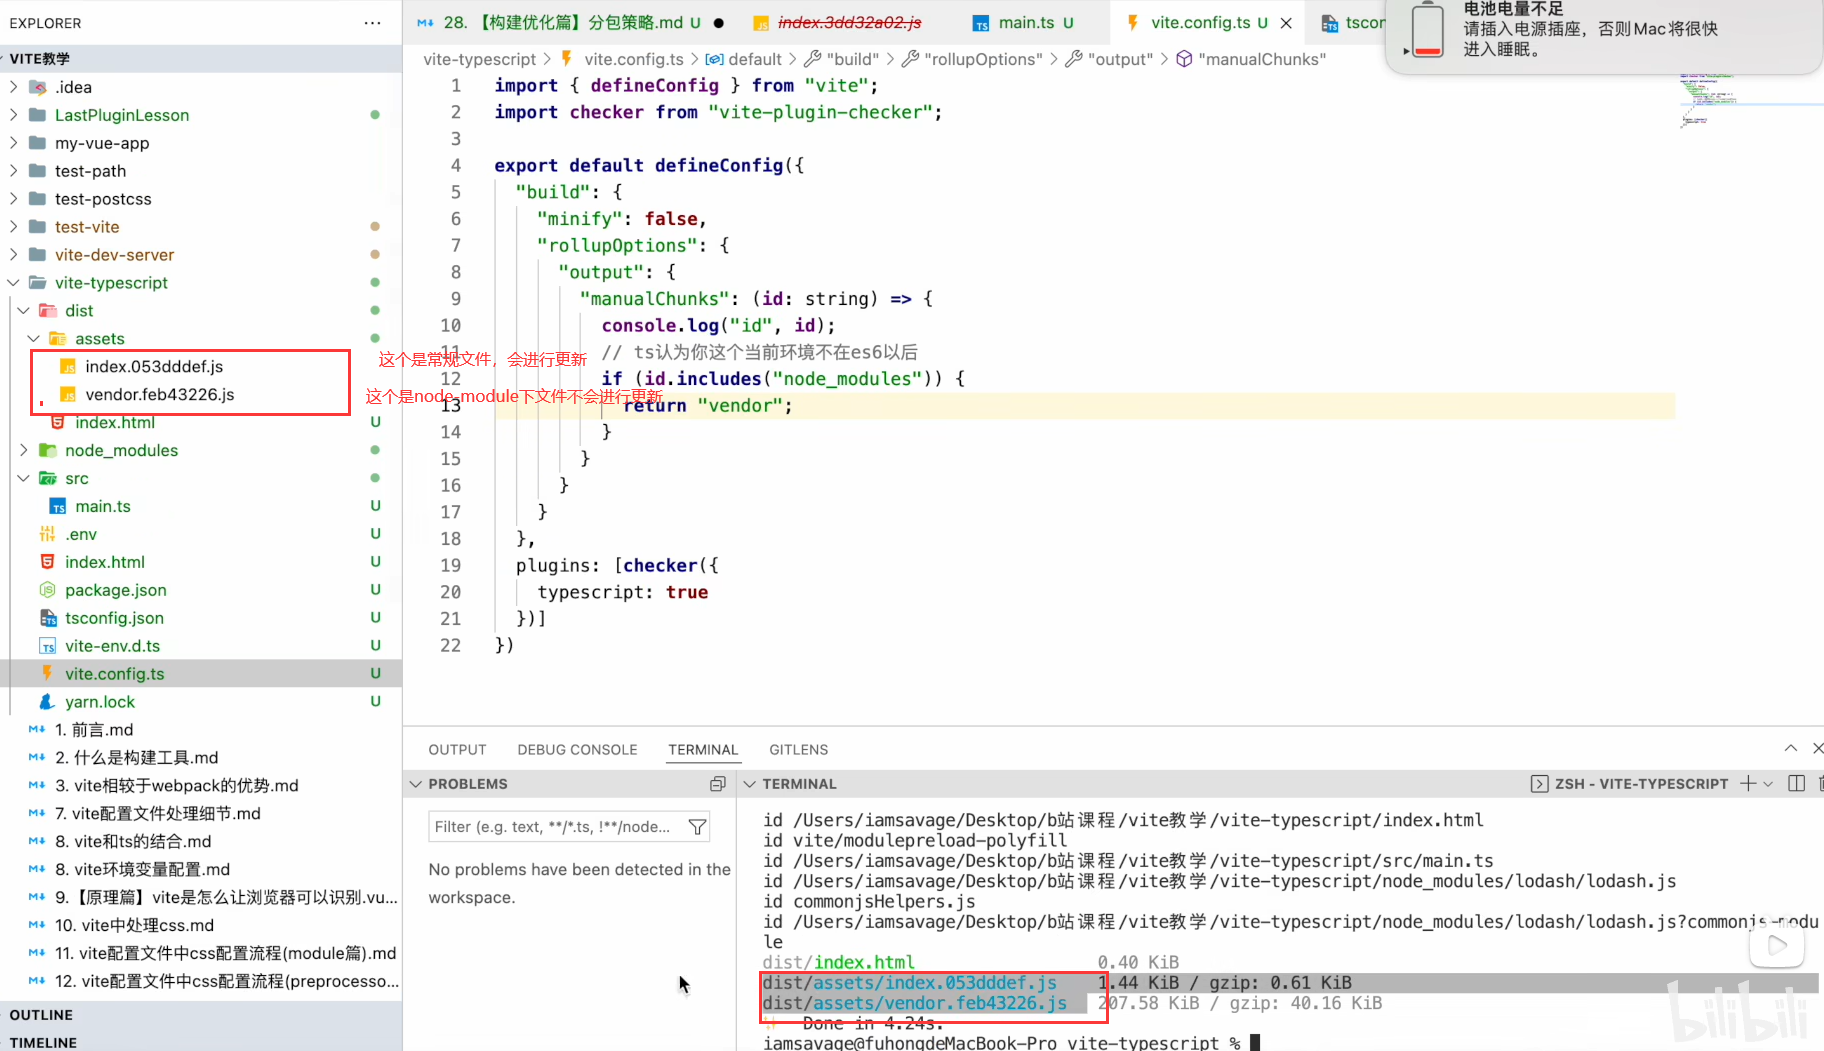 EXPLORER
VITE教学
.idea
LastPluginLesson
my-vue-app
test-path
test-postcss
test-vite
vite-dev-server
vite-typescript
dist
assets
index.053dddef.js
vendor.feb43226.js
index.html U
node_modules
src
main.ts U
.env U
index.html U
package.json U
tsconfig.json U
vite-env.d.ts U
vite.config.ts U
yarn.lock U
1. 前言.md
2. 什么是构建工具.md
3. vite相较于webpack的优势.md
7. vite配置文件处理细节.md
8. vite和ts的结合.md
8. vite环境变量配置.md
9.【原理篇】vite是怎么让浏览器可以识别.vu...
10. vite中处理css.md
11. vite配置文件中css配置流程(module篇).md
12. vite配置文件中css配置流程(preprocesso...
OUTLINE
TIMELINE
28. 【构建优化篇】分包策略.md U
index.3dd32a02.js
main.ts U
vite.config.ts U
tscon
电池电量不足
请插入电源插座，否则Mac将很快
进入睡眠。
vite-typescript > vite.config.ts > default > "build" > "rollupOptions" > "output" > "manualChunks"
1 import { defineConfig } from "vite";
2 import checker from "vite-plugin-checker";
3
4 export default defineConfig({
5 "build": {
6 "minify": false,
7 "rollupOptions": {
8 "output": {
9 "manualChunks": (id: string) => {
10 console.log("id", id);
11 // ts认为你这个当前环境不在es6以后
12 if (id.includes("node_modules")) {
13 return "vendor";
14 }
15 }
16 }
17 }
18 },
19 plugins: [checker({
20 typescript: true
21 })]
22 })
这个是常规文件，会进行更新
这个是node-module下文件不会进行更新
OUTPUT
DEBUG CONSOLE
TERMINAL
GITLENS
PROBLEMS
Filter (e.g. text, **/*.ts, !**/node...
No problems have been detected in the
workspace.
TERMINAL
ZSH - VITE-TYPESCRIPT
id /Users/iamsavage/Desktop/b站课程/vite教学/vite-typescript/index.html
id vite/modulepreload-polyfill
id /Users/iamsavage/Desktop/b站课程/vite教学/vite-typescript/src/main.ts
id /Users/iamsavage/Desktop/b站课程/vite教学/vite-typescript/node_modules/lodash/lodash.js
id commonjsHelpers.js
id /Users/iamsavage/Desktop/b站课程/vite教学/vite-typescript/node_modules/lodash/lodash.js?commonjs-modu
le
dist/index.html 0.40 KiB
dist/assets/index.053dddef.js 1.44 KiB / gzip: 0.61 KiB
dist/assets/vendor.feb43226.js 207.58 KiB / gzip: 40.16 KiB
Done in 4.24s.
iamsavage@fuhongdeMacBook-Pro vite-typescript %
bilibili